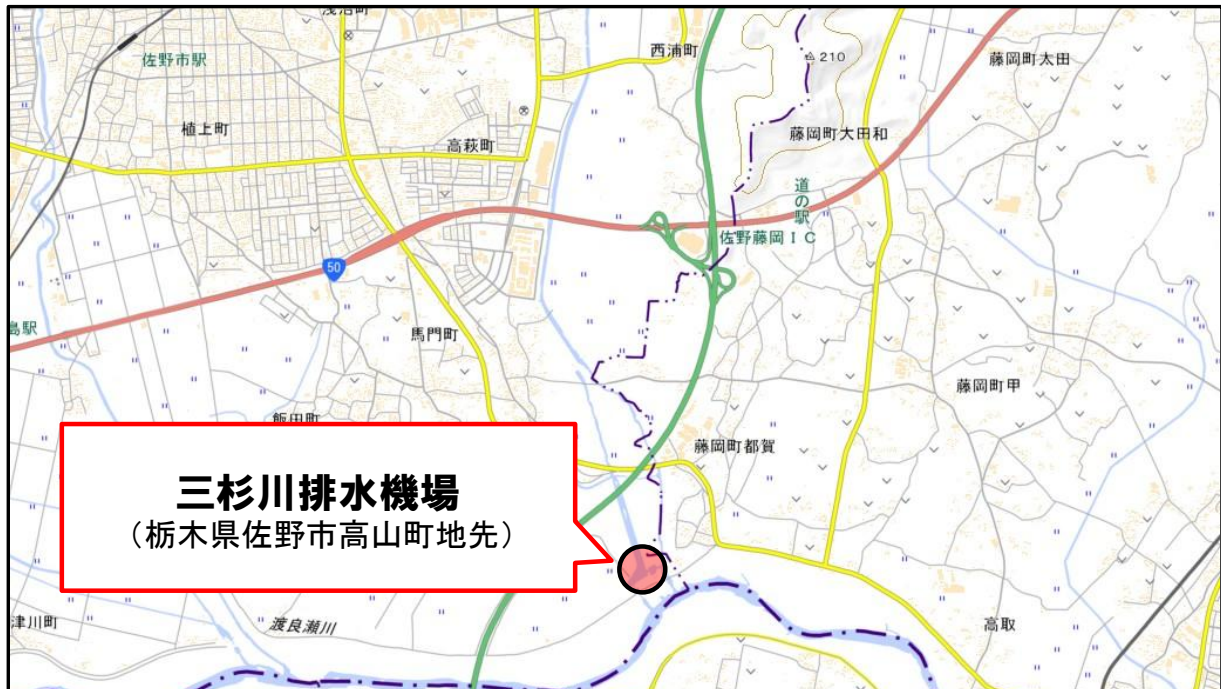 浅沼町
佐野市駅
西浦町
210
藤岡町太田
植上町
高萩町
藤岡町大田和
道の駅
佐野藤岡IC
50
島駅
馬門町
藤岡町甲
飯田町
藤岡町都賀
三杉川排水機場
（栃木県佐野市高山町地先）
津川町
渡良瀬川
高取